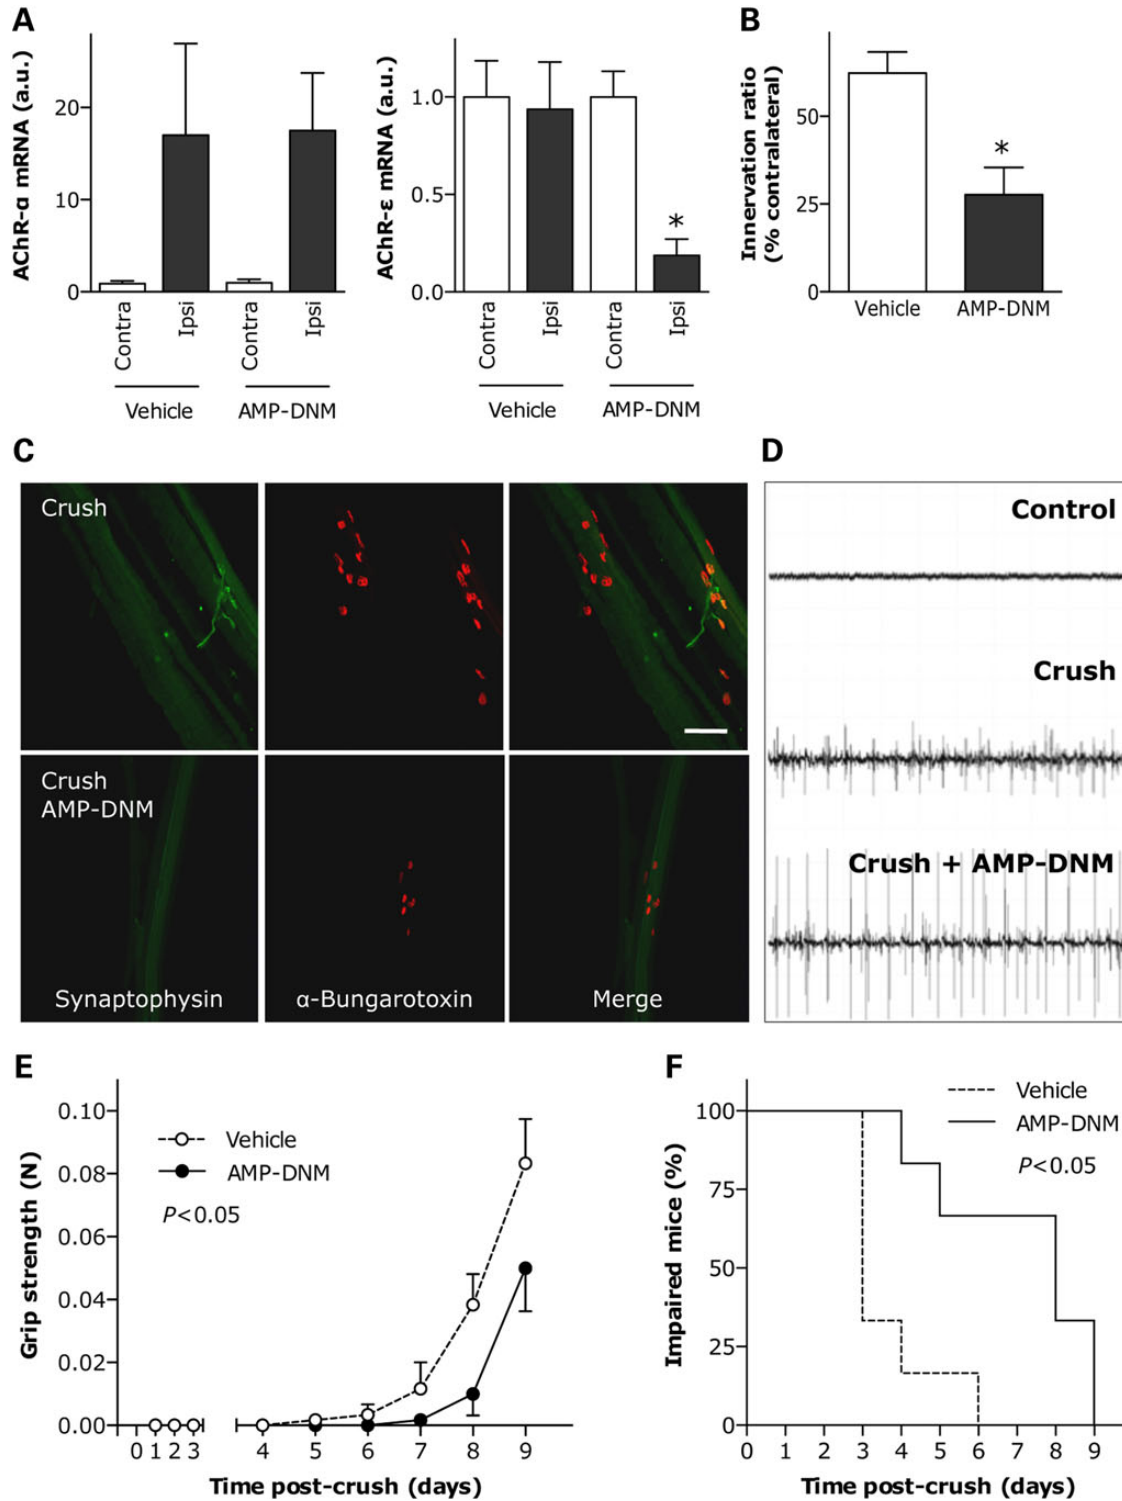 A
AChR-α mRNA (a.u.)
20
10
0
Contra
Ipsi
Contra
Ipsi
Vehicle
AMP-DNM
AChR-ε mRNA (a.u.)
1.0
0.5
0.0
*
Contra
Ipsi
Contra
Ipsi
Vehicle
AMP-DNM
B
Innervation ratio
(% contralateral)
50
25
0
*
Vehicle
AMP-DNM
C
Crush
Crush
AMP-DNM
Synaptophysin
α-Bungarotoxin
Merge
D
Control
Crush
Crush + AMP-DNM
E
Grip strength (N)
0.10
0.08
0.06
0.04
0.02
0.00
Vehicle
AMP-DNM
P<0.05
0 1 2 3 4 5 6 7 8 9
Time post-crush (days)
F
Impaired mice (%)
100
75
50
25
0
Vehicle
AMP-DNM
P<0.05
0 1 2 3 4 5 6 7 8 9
Time post-crush (days)